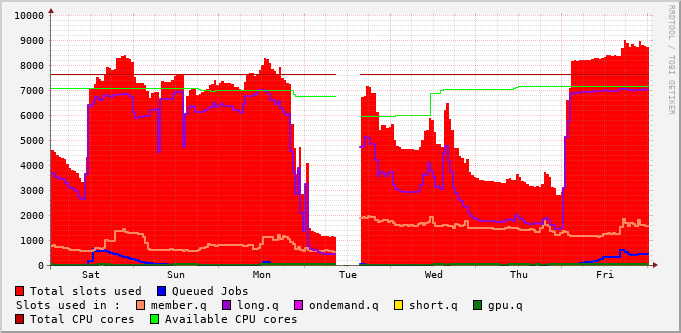 RRDTOOL / TOBI OETIKER
10000
9000
8000
7000
6000
5000
4000
3000
2000
1000
0
Sat Sun Mon Tue Wed Thu Fri
Total slots used Queued Jobs
Slots used in : member.q long.q ondemand.q short.q gpu.q
Total CPU cores Available CPU cores